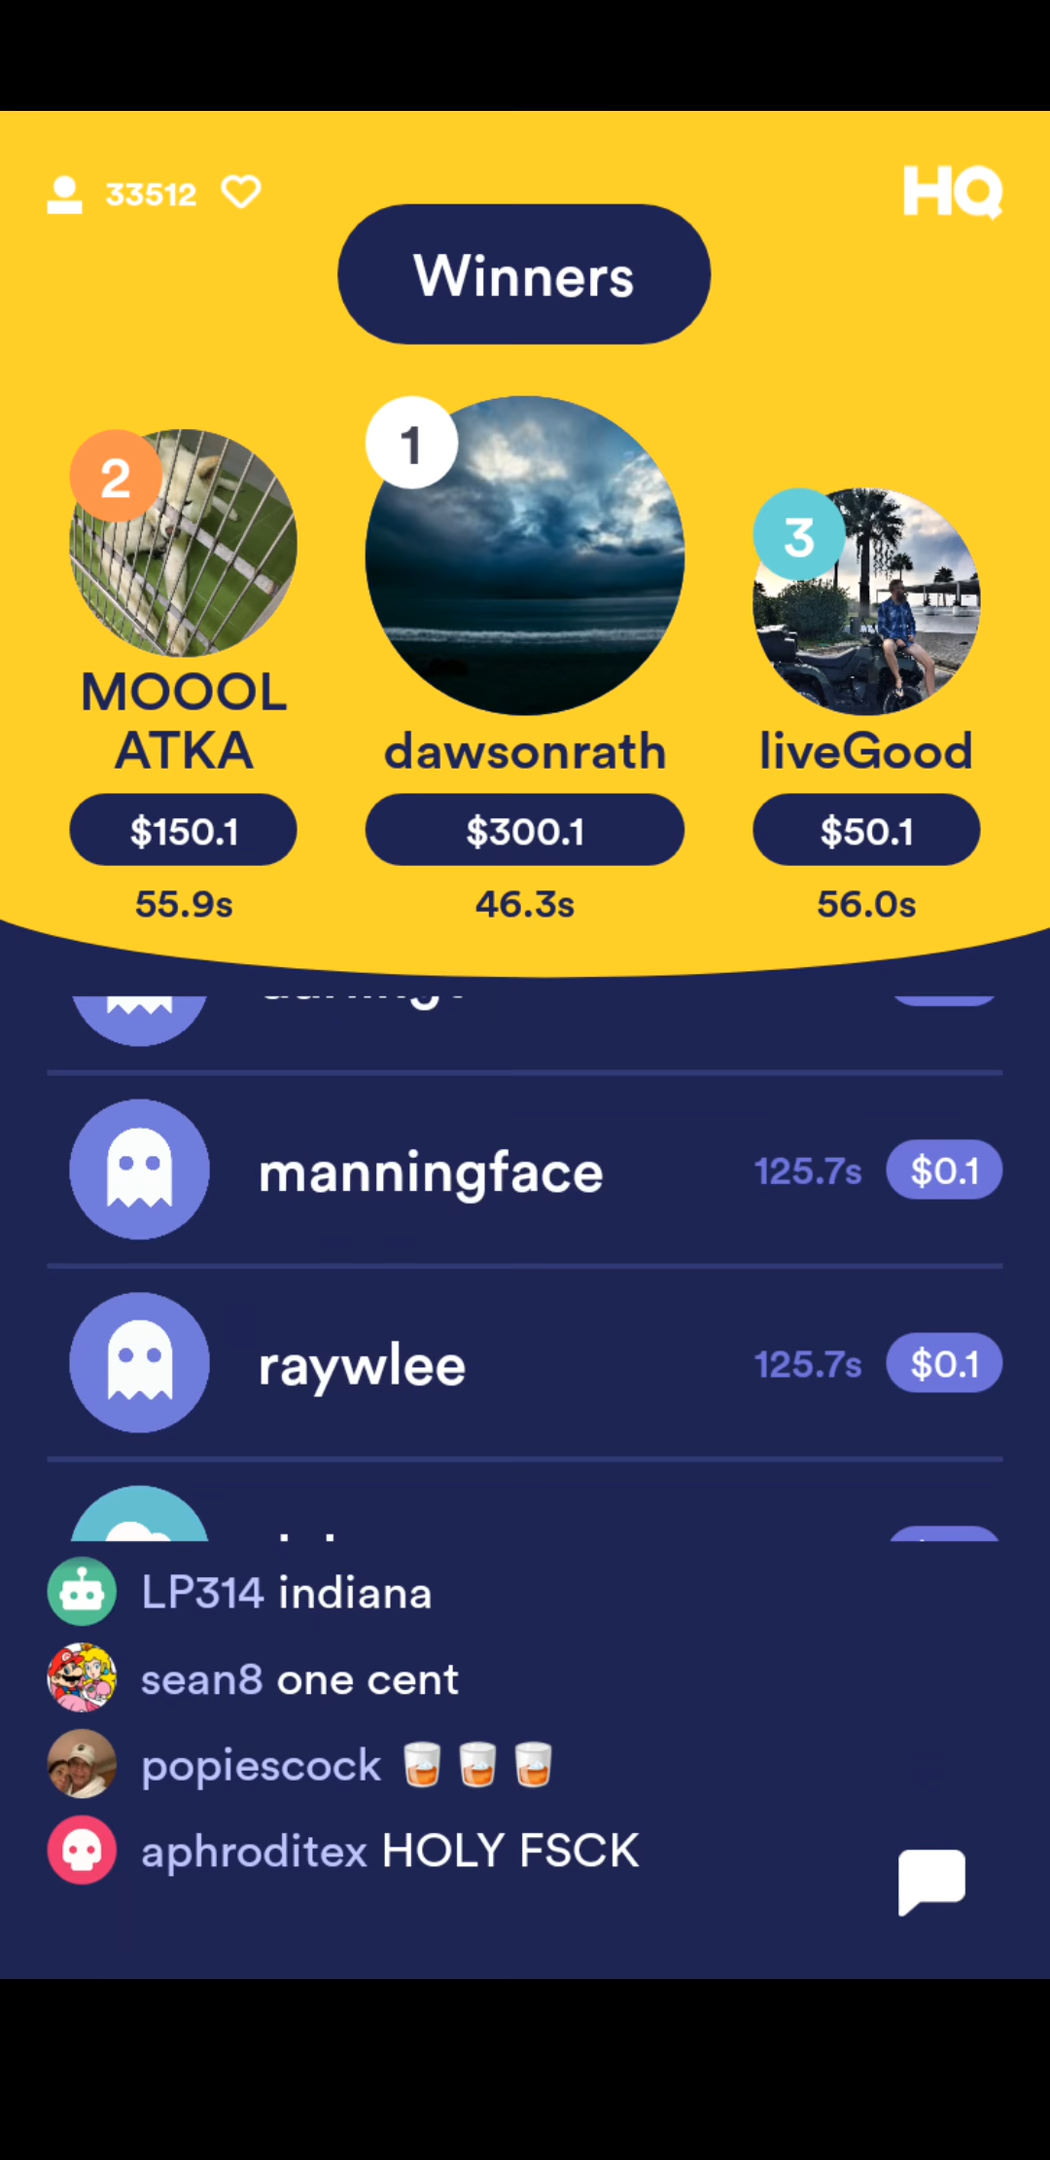 33512
HQ
Winners
2
1
3
MOOOL
ATKA
dawsonrath
liveGood
$150.1
$300.1
$50.1
55.9s
46.3s
56.0s
manningface 125.7s $0.1
raywlee 125.7s $0.1
LP314 indiana
sean8 one cent
popiescock 🥃 🥃 🥃
aphroditex HOLY FSCK